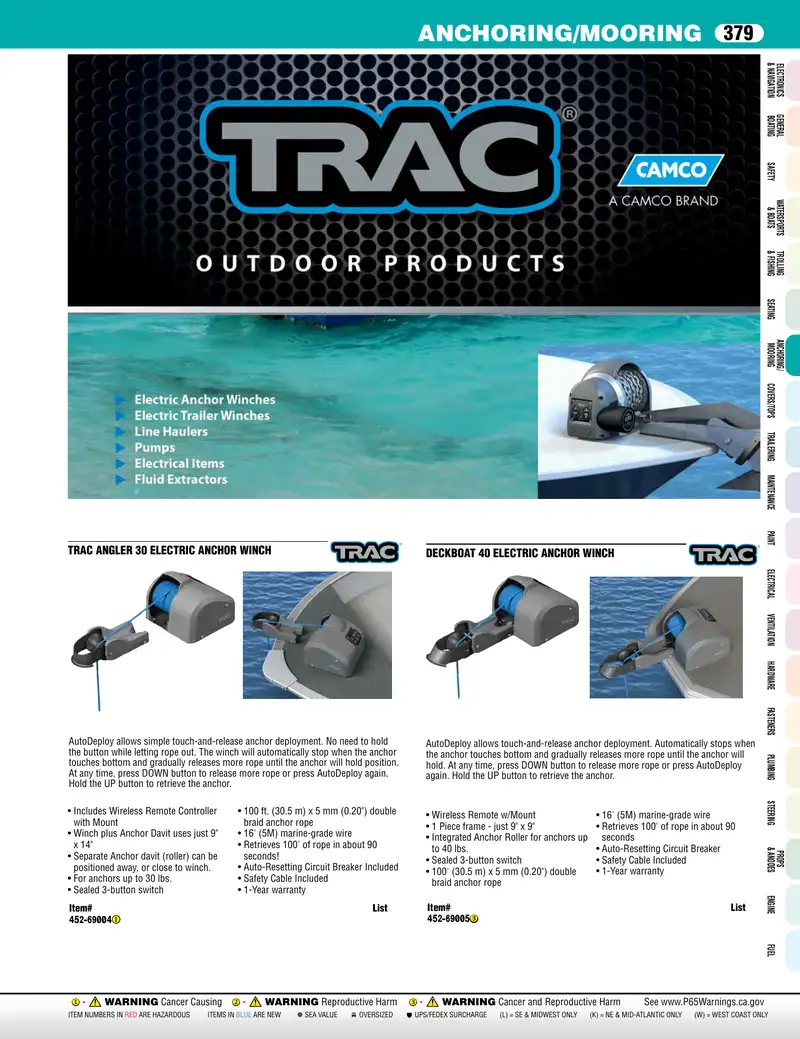 ANCHORING/MOORING 379
TRAC®
CAMCO
A CAMCO BRAND
OUTDOOR PRODUCTS
Electric Anchor Winches
Electric Trailer Winches
Line Haulers
Pumps
Electrical Items
Fluid Extractors
ELECTRONICS
& NAVIGATION
GENERAL
BOATING
SAFETY
WATERSPORTS
& BOATS
TROLLING
& FISHING
SEATING
ANCHORING/
MOORING
COVERS/TOPS
TRAILERING
MAINTENANCE
PAINT
ELECTRICAL
VENTILATION
HARDWARE
FASTENERS
PLUMBING
STEERING
PROPS
& ANODES
ENGINE
FUEL
TRAC ANGLER 30 ELECTRIC ANCHOR WINCH
TRAC
AutoDeploy allows simple touch-and-release anchor deployment. No need to hold
the button while letting rope out. The winch will automatically stop when the anchor
touches bottom and gradually releases more rope until the anchor will hold position.
At any time, press DOWN button to release more rope or press AutoDeploy again.
Hold the UP button to retrieve the anchor.
• Includes Wireless Remote Controller
with Mount
• Winch plus Anchor Davit uses just 9"
x 14"
• Separate Anchor davit (roller) can be
positioned away, or close to winch.
• For anchors up to 30 lbs.
• Sealed 3-button switch
• 100 ft. (30.5 m) x 5 mm (0.20") double
braid anchor rope
• 16' (5M) marine-grade wire
• Retrieves 100' of rope in about 90
seconds!
• Auto-Resetting Circuit Breaker Included
• Safety Cable Included
• 1-Year warranty
Item# List
452-69004 1
DECKBOAT 40 ELECTRIC ANCHOR WINCH
TRAC
AutoDeploy allows touch-and-release anchor deployment. Automatically stops when
the anchor touches bottom and gradually releases more rope until the anchor will
hold. At any time, press DOWN button to release more rope or press AutoDeploy
again. Hold the UP button to retrieve the anchor.
• Wireless Remote w/Mount
• 1 Piece frame - just 9" x 9"
• Integrated Anchor Roller for anchors up
to 40 lbs.
• Sealed 3-button switch
• 100' (30.5 m) x 5 mm (0.20") double
braid anchor rope
• 16' (5M) marine-grade wire
• Retrieves 100' of rope in about 90
seconds
• Auto-Resetting Circuit Breaker
• Safety Cable Included
• 1-Year warranty
Item# List
452-69005 3
1 - WARNING Cancer Causing 2 - WARNING Reproductive Harm 3 - WARNING Cancer and Reproductive Harm See www.P65Warnings.ca.gov
ITEM NUMBERS IN RED ARE HAZARDOUS ITEMS IN BLUE ARE NEW SEA VALUE OVERSIZED UPS/FEDEX SURCHARGE (L) = SE & MIDWEST ONLY (K) = NE & MID-ATLANTIC ONLY (W) = WEST COAST ONLY